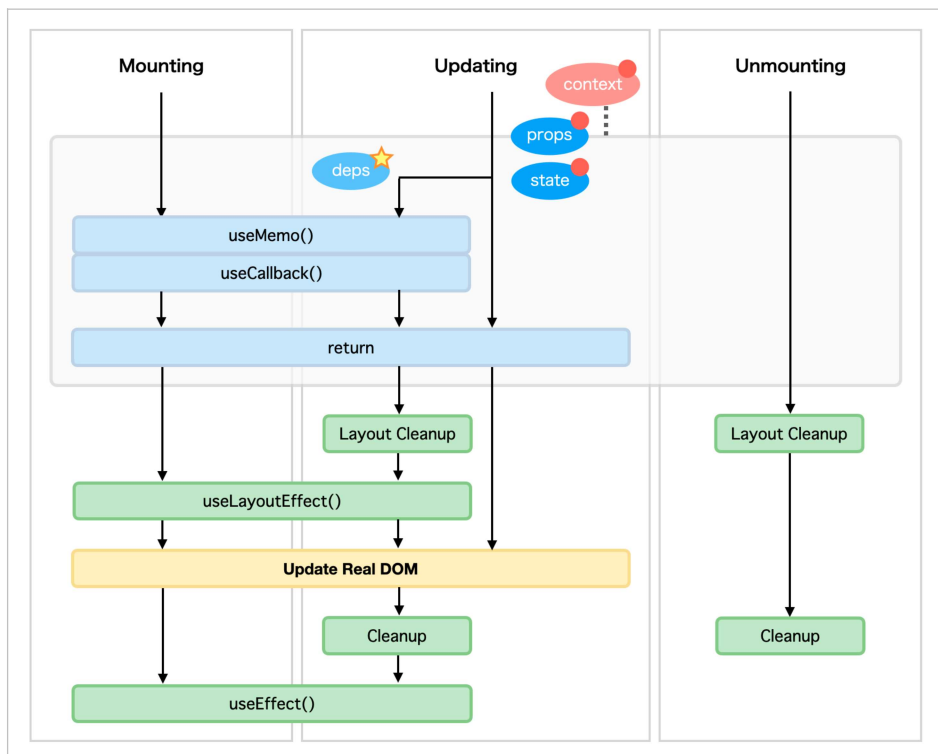 Mounting
Updating
Unmounting
context
props
deps
state
useMemo()
useCallback()
return
Layout Cleanup
Layout Cleanup
useLayoutEffect()
Update Real DOM
Cleanup
Cleanup
useEffect()